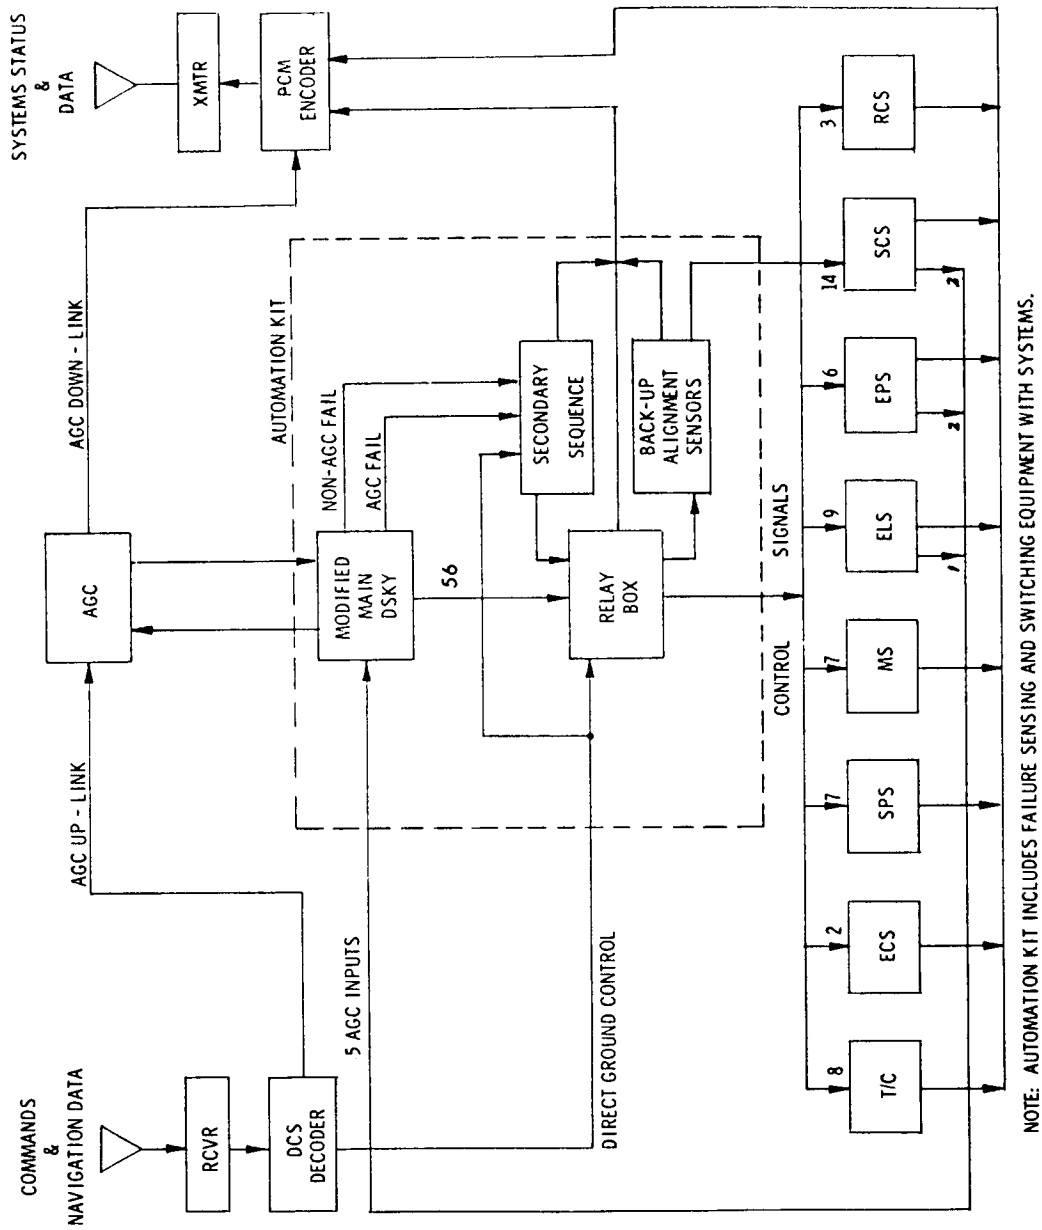 COMMANDS
&
NAVIGATION DATA
RCVR
DCS
DECODER
AGC UP - LINK
AGC
AGC DOWN - LINK
SYSTEMS STATUS
&
DATA
XMTR
PCM
ENCODER
5 AGC INPUTS
DIRECT GROUND CONTROL
AUTOMATION KIT
MODIFIED
MAIN
DSKY
NON-AGC FAIL
AGC FAIL
56
SECONDARY
SEQUENCE
RELAY
BOX
BACK-UP
ALIGNMENT
SENSORS
CONTROL SIGNALS
8
T/C
2
ECS
7
SPS
7
MS
9
ELS
1
6
EPS
2
14
SCS
2
3
RCS
NOTE: AUTOMATION KIT INCLUDES FAILURE SENSING AND SWITCHING EQUIPMENT WITH SYSTEMS.